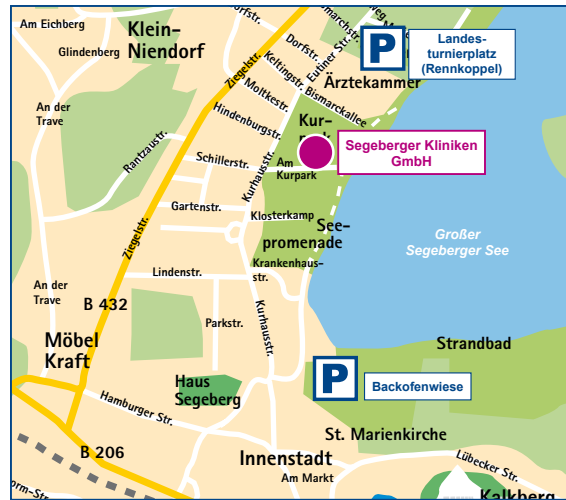 Am Eichberg
Klein-
Niendorf
Glindenberg
Dorfstr.
Dorfstr.
Eutiner Str.
Landes-
turnierplatz
(Rennkoppel)
P
Ziegelstr.
Keltingstr.
Bismarckallee
Ärztekammer
Moltkestr.
Hindenburgstr.
An der
Trave
Rantzaustr.
Kur-
Segeberger Kliniken
GmbH
Schillerstr.
Am
Kurpark
Kurhausstr.
Gartenstr.
Klosterkamp
See-
promenade
Großer
Segeberger See
Ziegelstr.
Krankenhaus-
str.
Lindenstr.
An der
Trave
B 432
Kurhausstr.
Parkstr.
Möbel
Kraft
Strandbad
P
Backofenwiese
Haus
Segeberg
Hamburger Str.
St. Marienkirche
B 206
Innenstadt
Am Markt
Lübecker Str.
Kalkberg